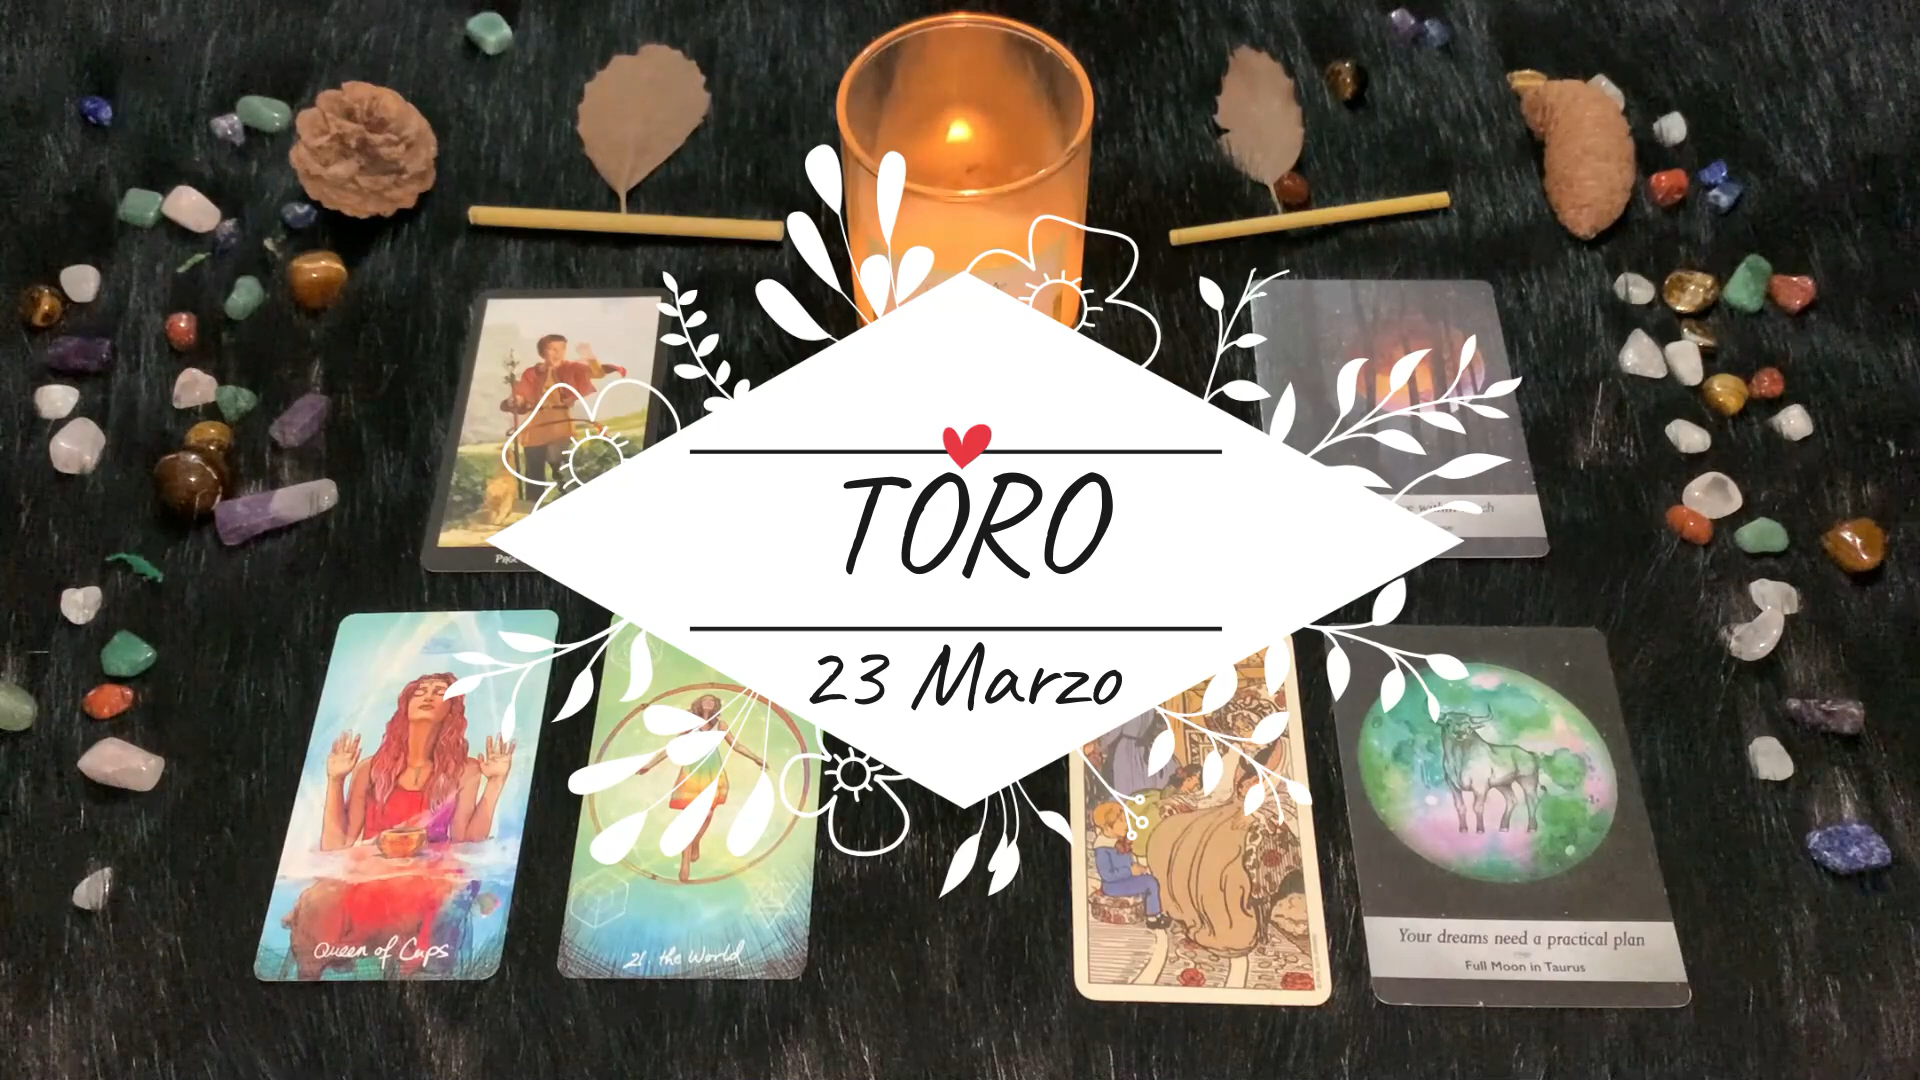 TORO
23 Marzo
Queen of Cups
21 the World
Your dreams need a practical plan
Full Moon in Taurus